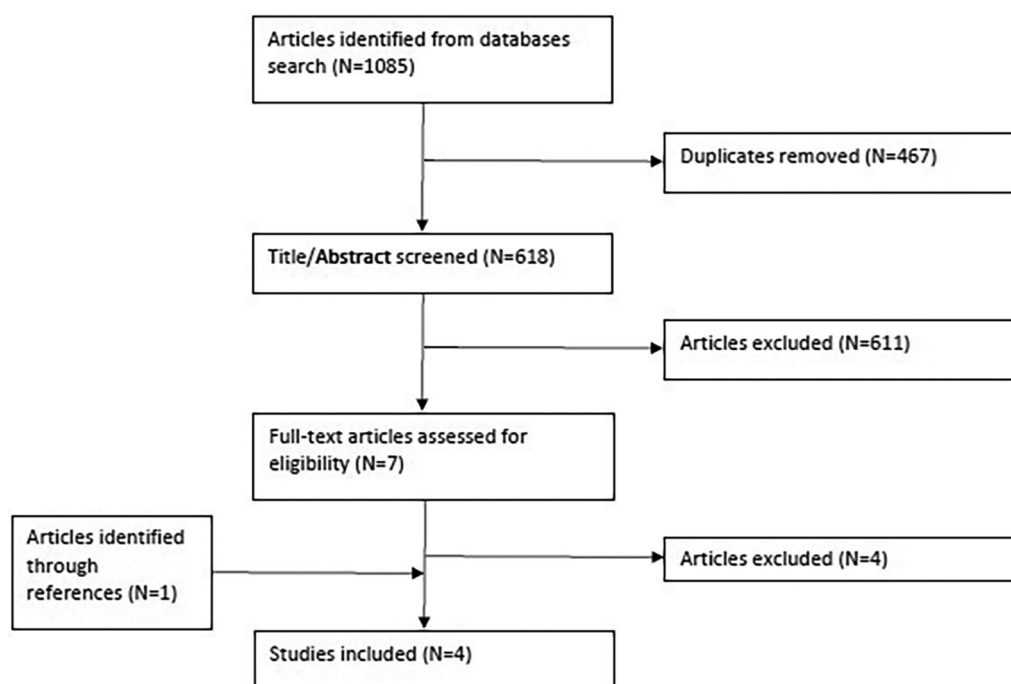 Articles identified from databases
search (N=1085)
Duplicates removed (N=467)
Title/Abstract screened (N=618)
Articles excluded (N=611)
Full-text articles assessed for
eligibility (N=7)
Articles identified
through
references (N=1)
Articles excluded (N=4)
Studies included (N=4)